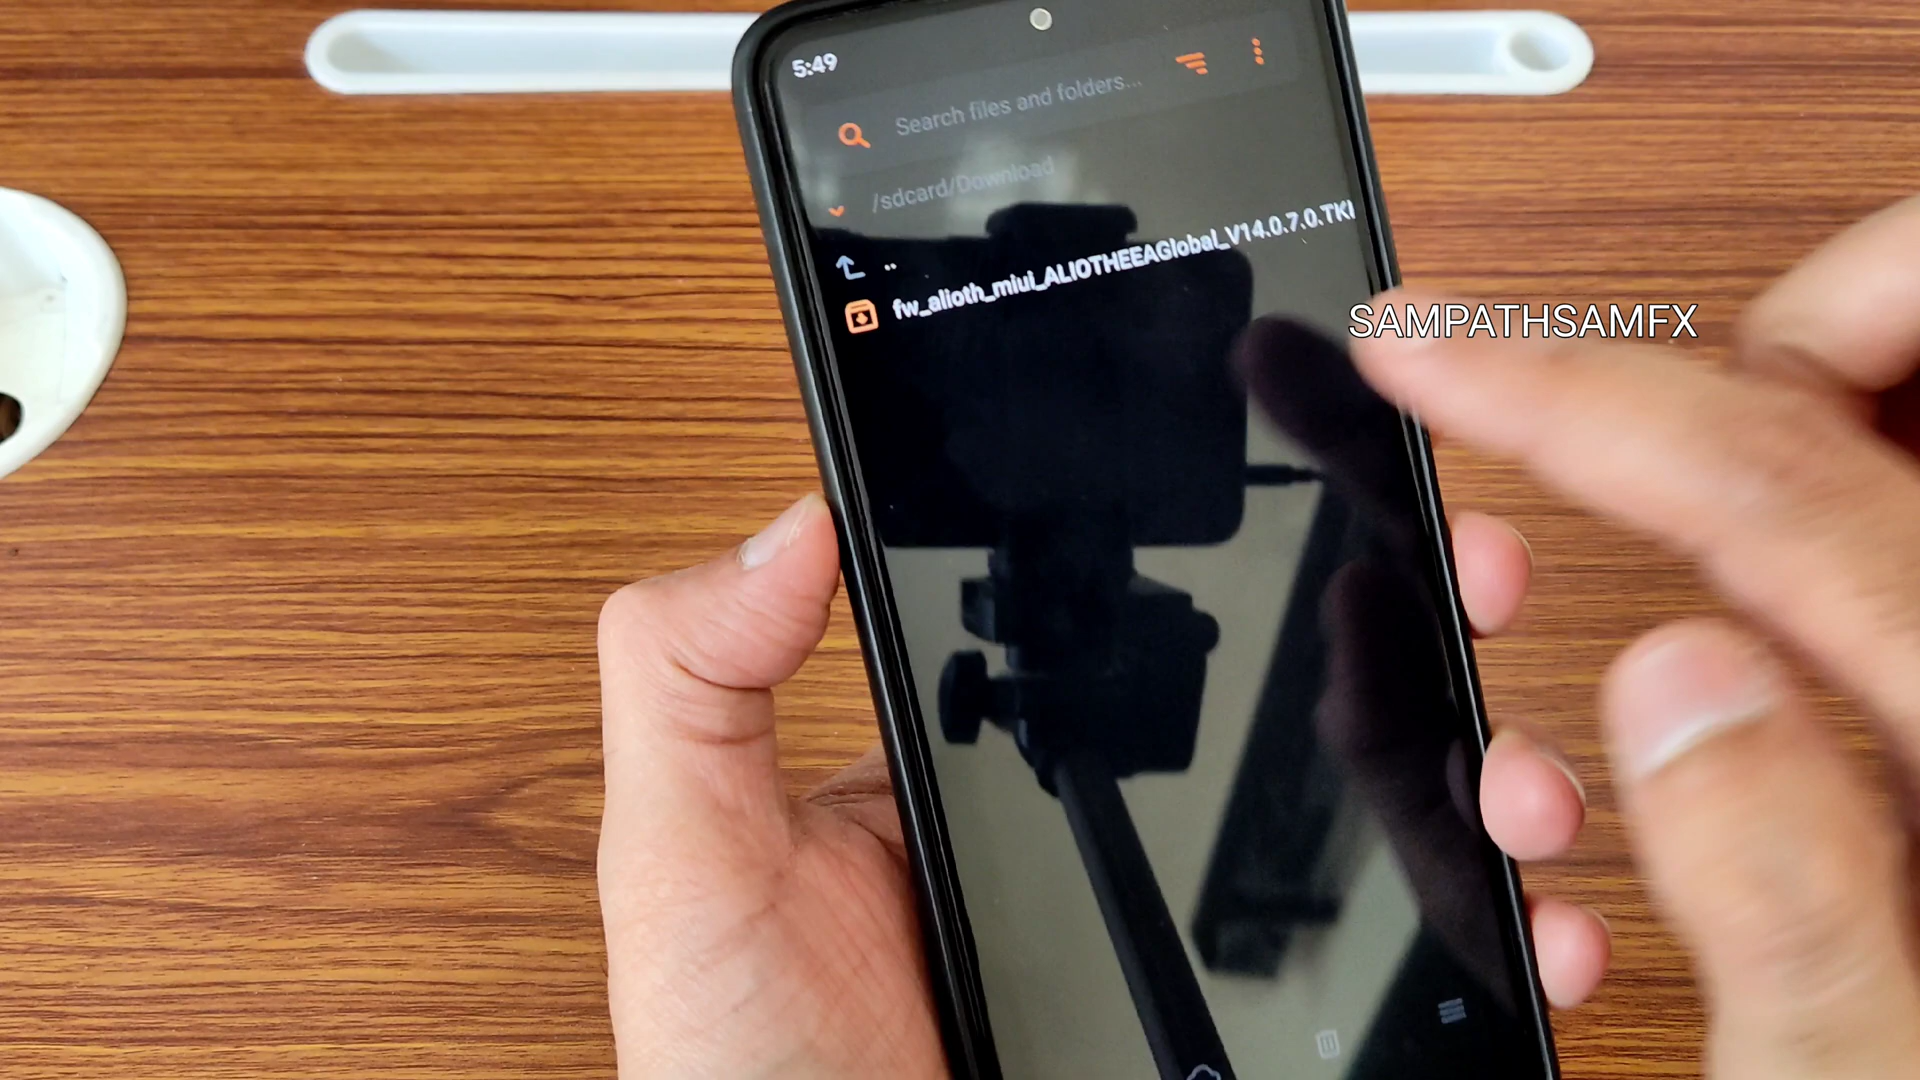 5:49
Search files and folders...
/sdcard/Download
..
fw_alioth_miui_ALIOTHEEAGlobal_V14.0.7.0.TKI
SAMPATHSAMFX